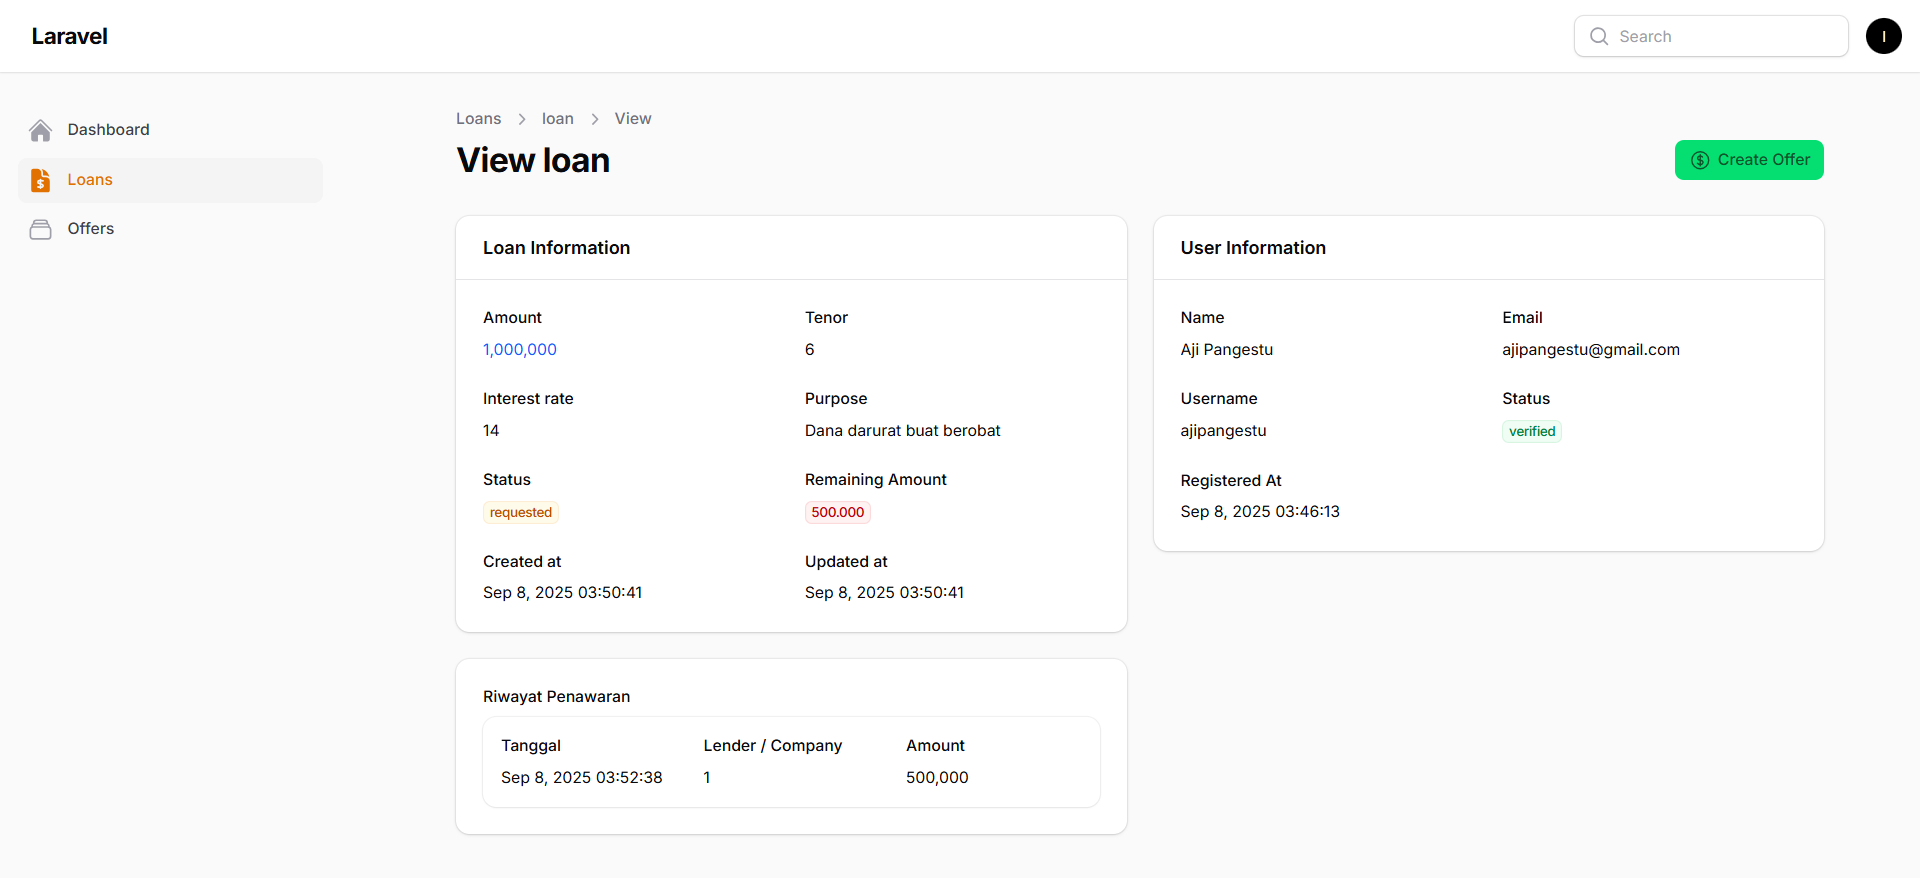 Laravel
Search
I
Dashboard
Loans
Offers
Loans > loan > View
View loan
Create Offer
Loan Information
Amount
Tenor
1,000,000
6
Interest rate
Purpose
14
Dana darurat buat berobat
Status
Remaining Amount
requested
500.000
Created at
Updated at
Sep 8, 2025 03:50:41
Sep 8, 2025 03:50:41
User Information
Name
Email
Aji Pangestu
ajipangestu@gmail.com
Username
Status
ajipangestu
verified
Registered At
Sep 8, 2025 03:46:13
Riwayat Penawaran
Tanggal
Lender / Company
Amount
Sep 8, 2025 03:52:38
1
500,000